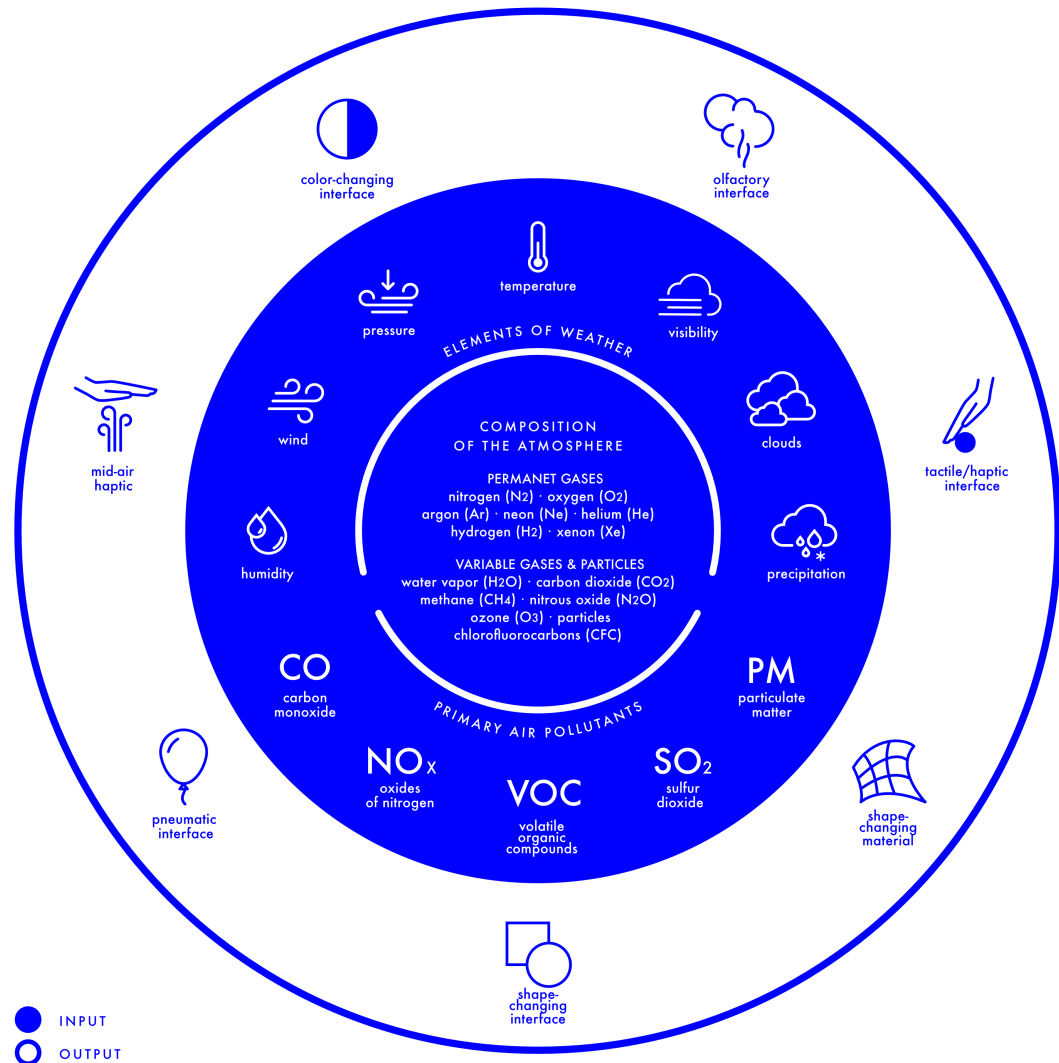 color-changing
interface
olfactory
interface
temperature
pressure
visibility
ELEMENTS OF WEATHER
wind
clouds
mid-air
haptic
tactile/haptic
interface
COMPOSITION
OF THE ATMOSPHERE
PERMANET GASES
nitrogen (N2) · oxygen (O2)
argon (Ar) · neon (Ne) · helium (He)
hydrogen (H2) · xenon (Xe)
humidity
precipitation
VARIABLE GASES & PARTICLES
water vapor (H2O) · carbon dioxide (CO2)
methane (CH4) · nitrous oxide (N2O)
ozone (O3) · particles
chlorofluorocarbons (CFC)
CO
carbon
monoxide
PM
particulate
matter
PRIMARY AIR POLLUTANTS
NOX
oxides
of nitrogen
VOC
volatile
organic
compounds
SO2
sulfur
dioxide
pneumatic
interface
shape-
changing
material
shape-
changing
interface
INPUT
OUTPUT